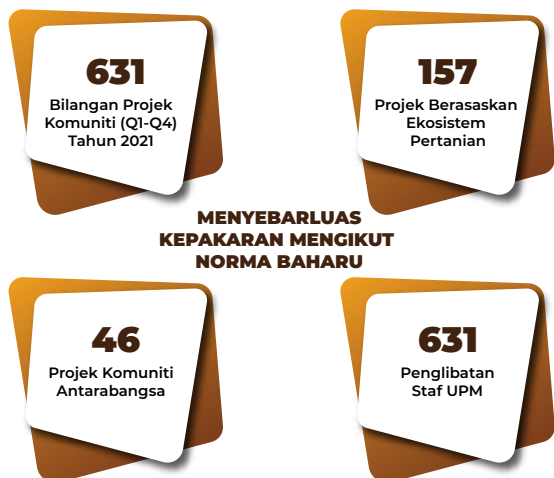 631
Bilangan Projek
Komuniti (Q1-Q4)
Tahun 2021
157
Projek Berasaskan
Ekosistem
Pertanian
MENYEBARLUAS
KEPAKARAN MENGIKUT
NORMA BAHARU
46
Projek Komuniti
Antarabangsa
631
Penglibatan
Staf UPM